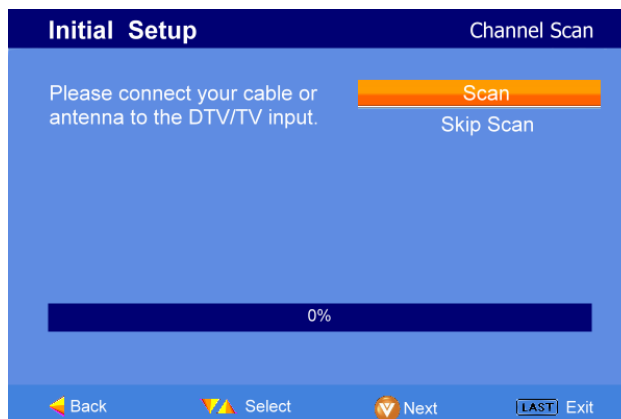 Initial Setup
Channel Scan
Please connect your cable or
antenna to the DTV/TV input.
Scan
Skip Scan
0%
Back
Select
V Next
LAST Exit